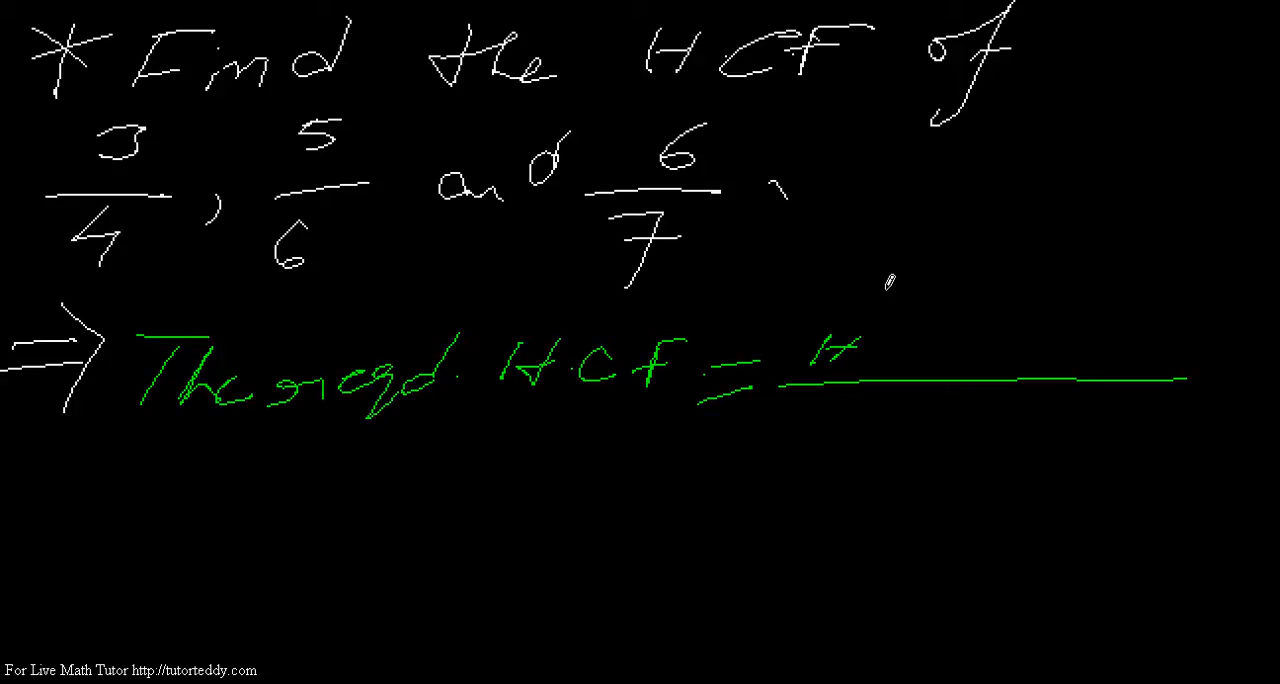 * Find the HCF of
3/4 , 5/6 and 6/7 ,
=> The reqd. H.C.F. = H
For Live Math Tutor http://tutorteddy.com